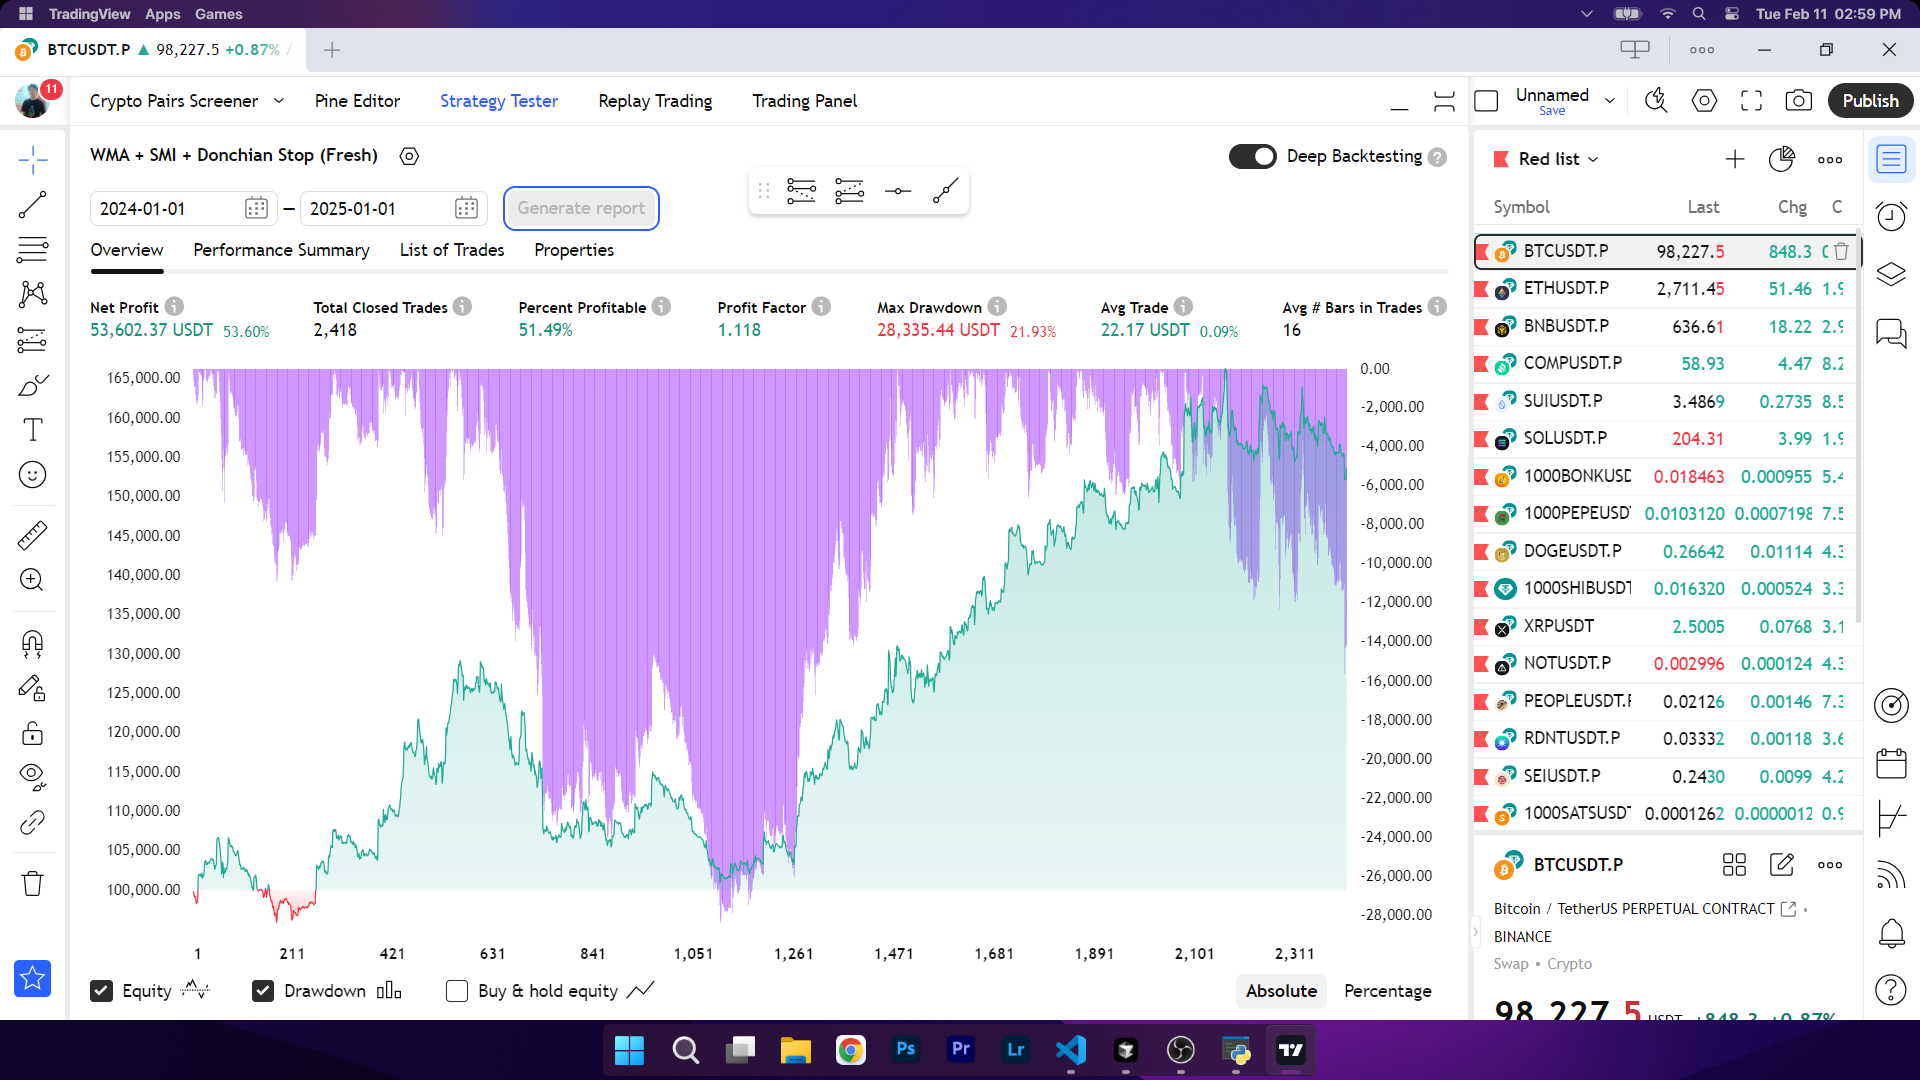 TradingView Apps Games
Tue Feb 11 02:59 PM
BTCUSDT.P ▲ 98,227.5 +0.87% /
11
Crypto Pairs Screener Pine Editor Strategy Tester Replay Trading Trading Panel
Unnamed
Save
Publish
WMA + SMI + Donchian Stop (Fresh)
Deep Backtesting
2024-01-01 — 2025-01-01 Generate report
Overview Performance Summary List of Trades Properties
Net Profit Total Closed Trades Percent Profitable Profit Factor Max Drawdown Avg Trade Avg # Bars in Trades
53,602.37 USDT 53.60% 2,418 51.49% 1.118 28,335.44 USDT 21.93% 22.17 USDT 0.09% 16
165,000.00
160,000.00
155,000.00
150,000.00
145,000.00
140,000.00
135,000.00
130,000.00
125,000.00
120,000.00
115,000.00
110,000.00
105,000.00
100,000.00
0.00
-2,000.00
-4,000.00
-6,000.00
-8,000.00
-10,000.00
-12,000.00
-14,000.00
-16,000.00
-18,000.00
-20,000.00
-22,000.00
-24,000.00
-26,000.00
-28,000.00
1 211 421 631 841 1,051 1,261 1,471 1,681 1,891 2,101 2,311
Equity Drawdown Buy & hold equity Absolute Percentage
Red list
Symbol Last Chg C
BTCUSDT.P 98,227.5 848.3
ETHUSDT.P 2,711.45 51.46 1.9
BNBUSDT.P 636.61 18.22 2.9
COMPUSDT.P 58.93 4.47 8.2
SUIUSDT.P 3.4869 0.2735 8.5
SOLUSDT.P 204.31 3.99 1.9
1000BONKUSD 0.018463 0.000955 5.4
1000PEPEUSD 0.0103120 0.0007198 7.5
DOGEUSDT.P 0.26642 0.01114 4.3
1000SHIBUSDT 0.016320 0.000524 3.3
XRPUSDT 2.5005 0.0768 3.1
NOTUSDT.P 0.002996 0.000124 4.3
PEOPLEUSDT.P 0.02126 0.00146 7.3
RDNTUSDT.P 0.03332 0.00118 3.6
SEIUSDT.P 0.2430 0.0099 4.2
1000SATSUSDT 0.0001262 0.0000012 0.9
BTCUSDT.P
Bitcoin / TetherUS PERPETUAL CONTRACT
BINANCE
Swap • Crypto
98,227.5 USDT +848.3 +0.87%
Ps Pr Lr